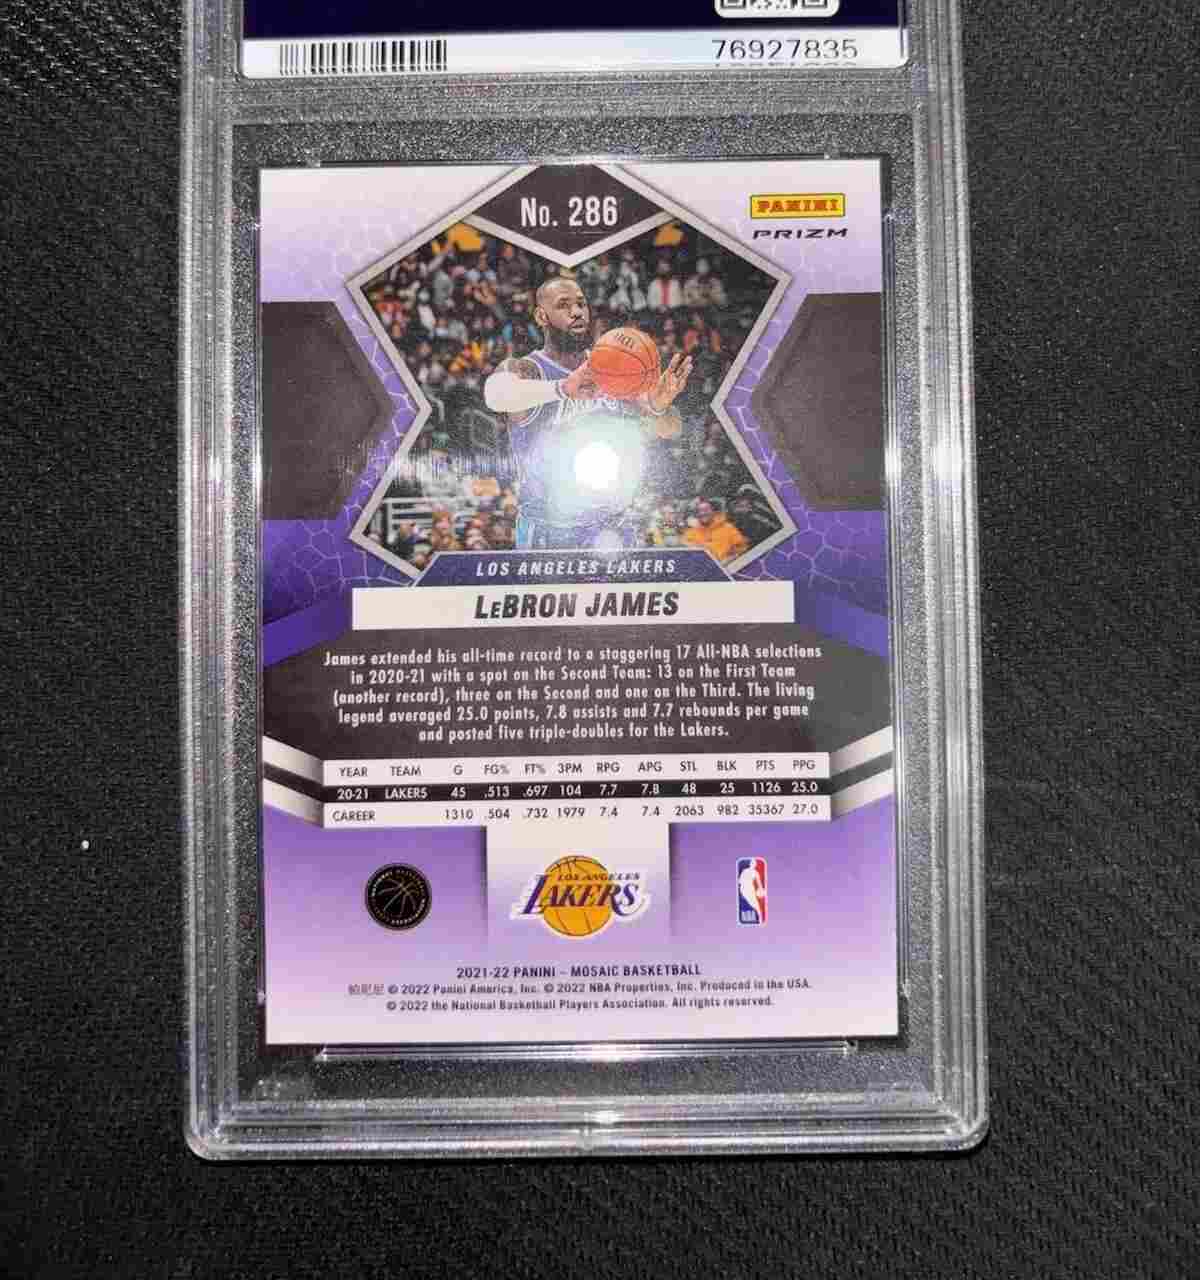 76927835
No. 286
PANINI
PRIZM
LOS ANGELES LAKERS
LeBRON JAMES
James extended his all-time record to a staggering 17 All-NBA selections
in 2020-21 with a spot on the Second Team: 13 on the First Team
(another record), three on the Second and one on the Third. The living
legend averaged 25.0 points, 7.8 assists and 7.7 rebounds per game
and posted five triple-doubles for the Lakers.
YEAR TEAM G FG% FT% 3PM RPG APG STL BLK PTS PPG
20-21 LAKERS 45 .513 .697 104 7.7 7.8 48 25 1126 25.0
CAREER 1310 .504 .732 1979 7.4 7.4 2063 982 35367 27.0
LOS ANGELES
LAKERS
NBA
2021-22 PANINI – MOSAIC BASKETBALL
帕尼尼 © 2022 Panini America, Inc. © 2022 NBA Properties, Inc. Produced in the USA.
© 2022 the National Basketball Players Association. All rights reserved.